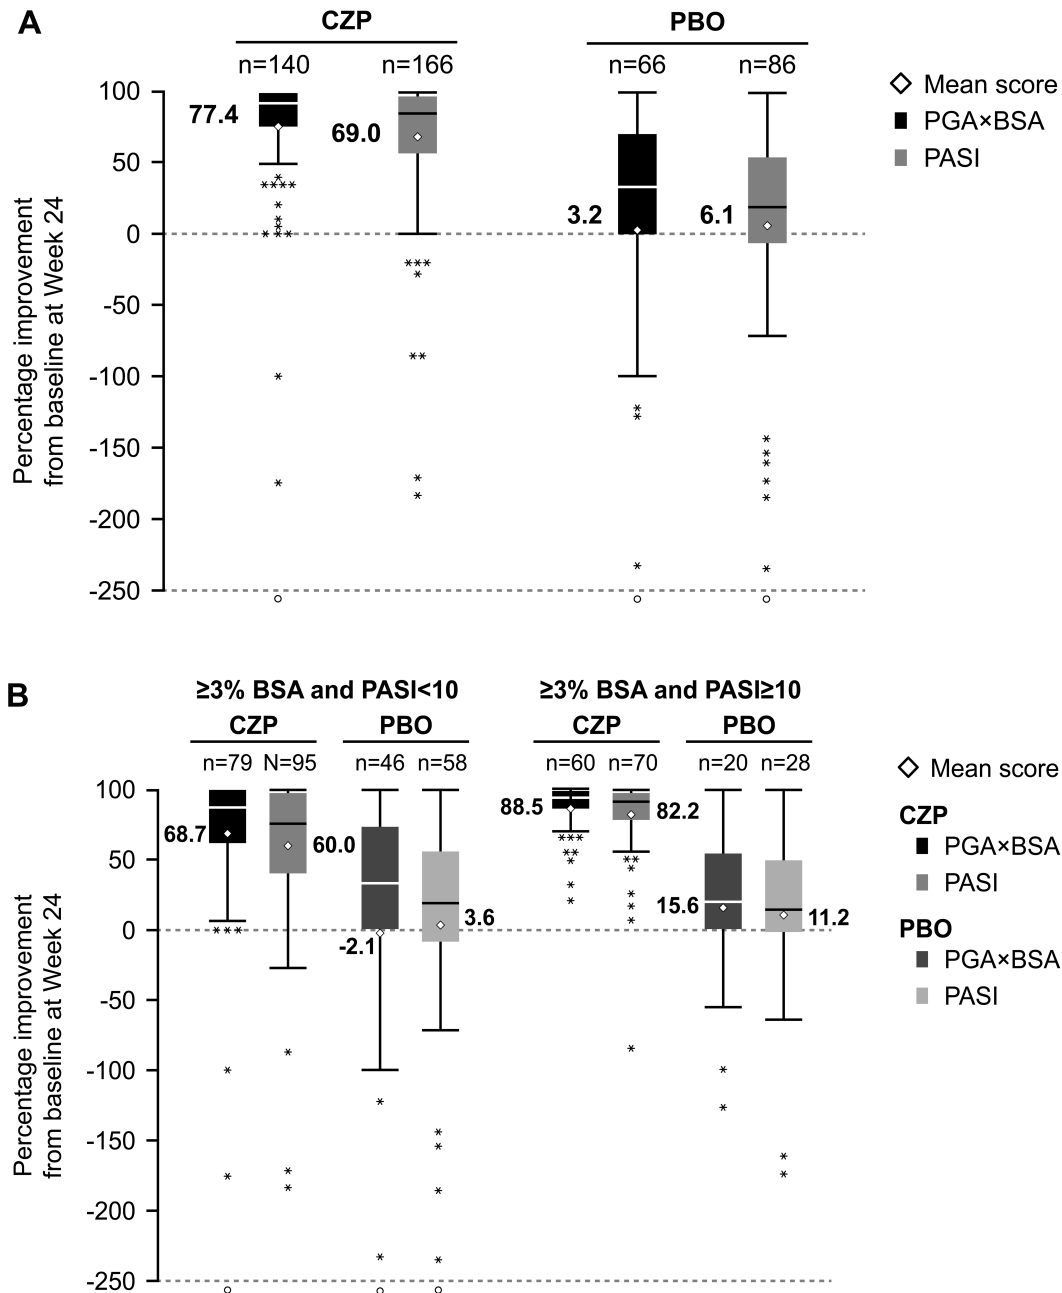 A
CZP
PBO
n=140
n=166
n=66
n=86
Mean score
PGA×BSA
PASI
77.4
69.0
3.2
6.1
100
50
0
-50
-100
-150
-200
-250
Percentage improvement
from baseline at Week 24
B
≥3% BSA and PASI<10
≥3% BSA and PASI≥10
CZP
PBO
CZP
PBO
n=79
N=95
n=46
n=58
n=60
n=70
n=20
n=28
Mean score
CZP
PGA×BSA
PASI
PBO
PGA×BSA
PASI
68.7
60.0
-2.1
3.6
88.5
82.2
15.6
11.2
100
50
0
-50
-100
-150
-200
-250
Percentage improvement
from baseline at Week 24